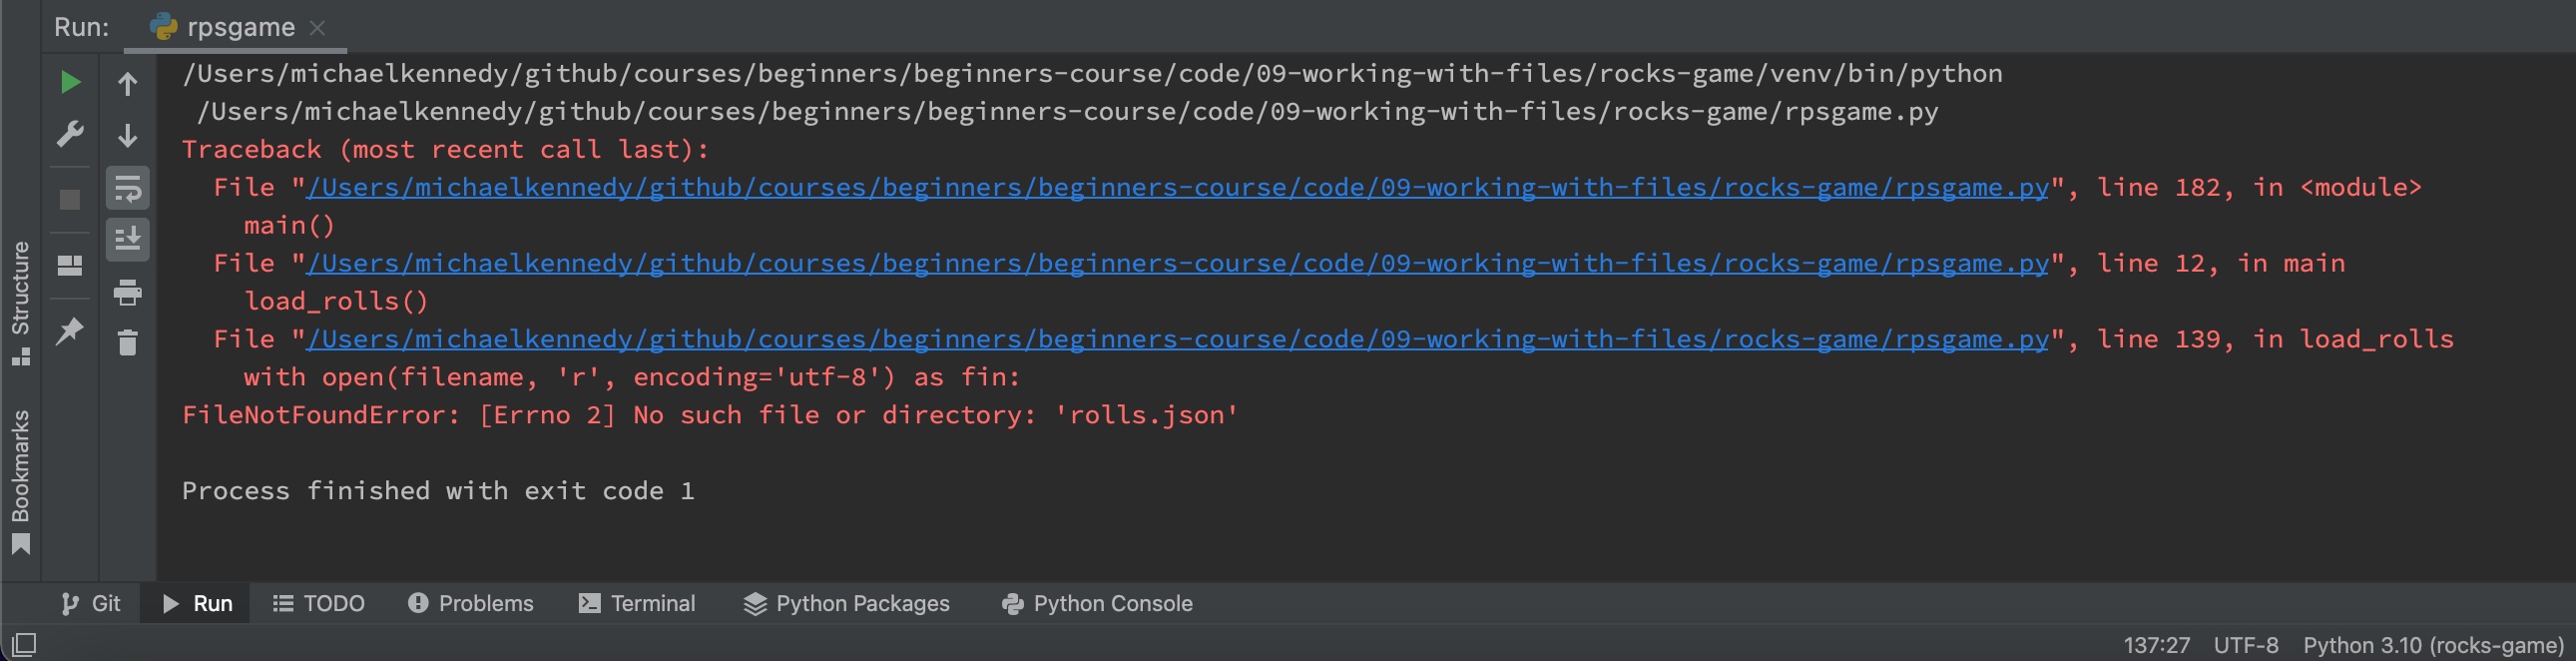 Run: rpsgame
/Users/michaelkennedy/github/courses/beginners/beginners-course/code/09-working-with-files/rocks-game/venv/bin/python
/Users/michaelkennedy/github/courses/beginners/beginners-course/code/09-working-with-files/rocks-game/rpsgame.py
Traceback (most recent call last):
File "/Users/michaelkennedy/github/courses/beginners/beginners-course/code/09-working-with-files/rocks-game/rpsgame.py", line 182, in <module>
main()
File "/Users/michaelkennedy/github/courses/beginners/beginners-course/code/09-working-with-files/rocks-game/rpsgame.py", line 12, in main
load_rolls()
File "/Users/michaelkennedy/github/courses/beginners/beginners-course/code/09-working-with-files/rocks-game/rpsgame.py", line 139, in load_rolls
with open(filename, 'r', encoding='utf-8') as fin:
FileNotFoundError: [Errno 2] No such file or directory: 'rolls.json'
Process finished with exit code 1
Structure
Bookmarks
Git Run TODO Problems Terminal Python Packages Python Console
137:27 UTF-8 Python 3.10 (rocks-game)